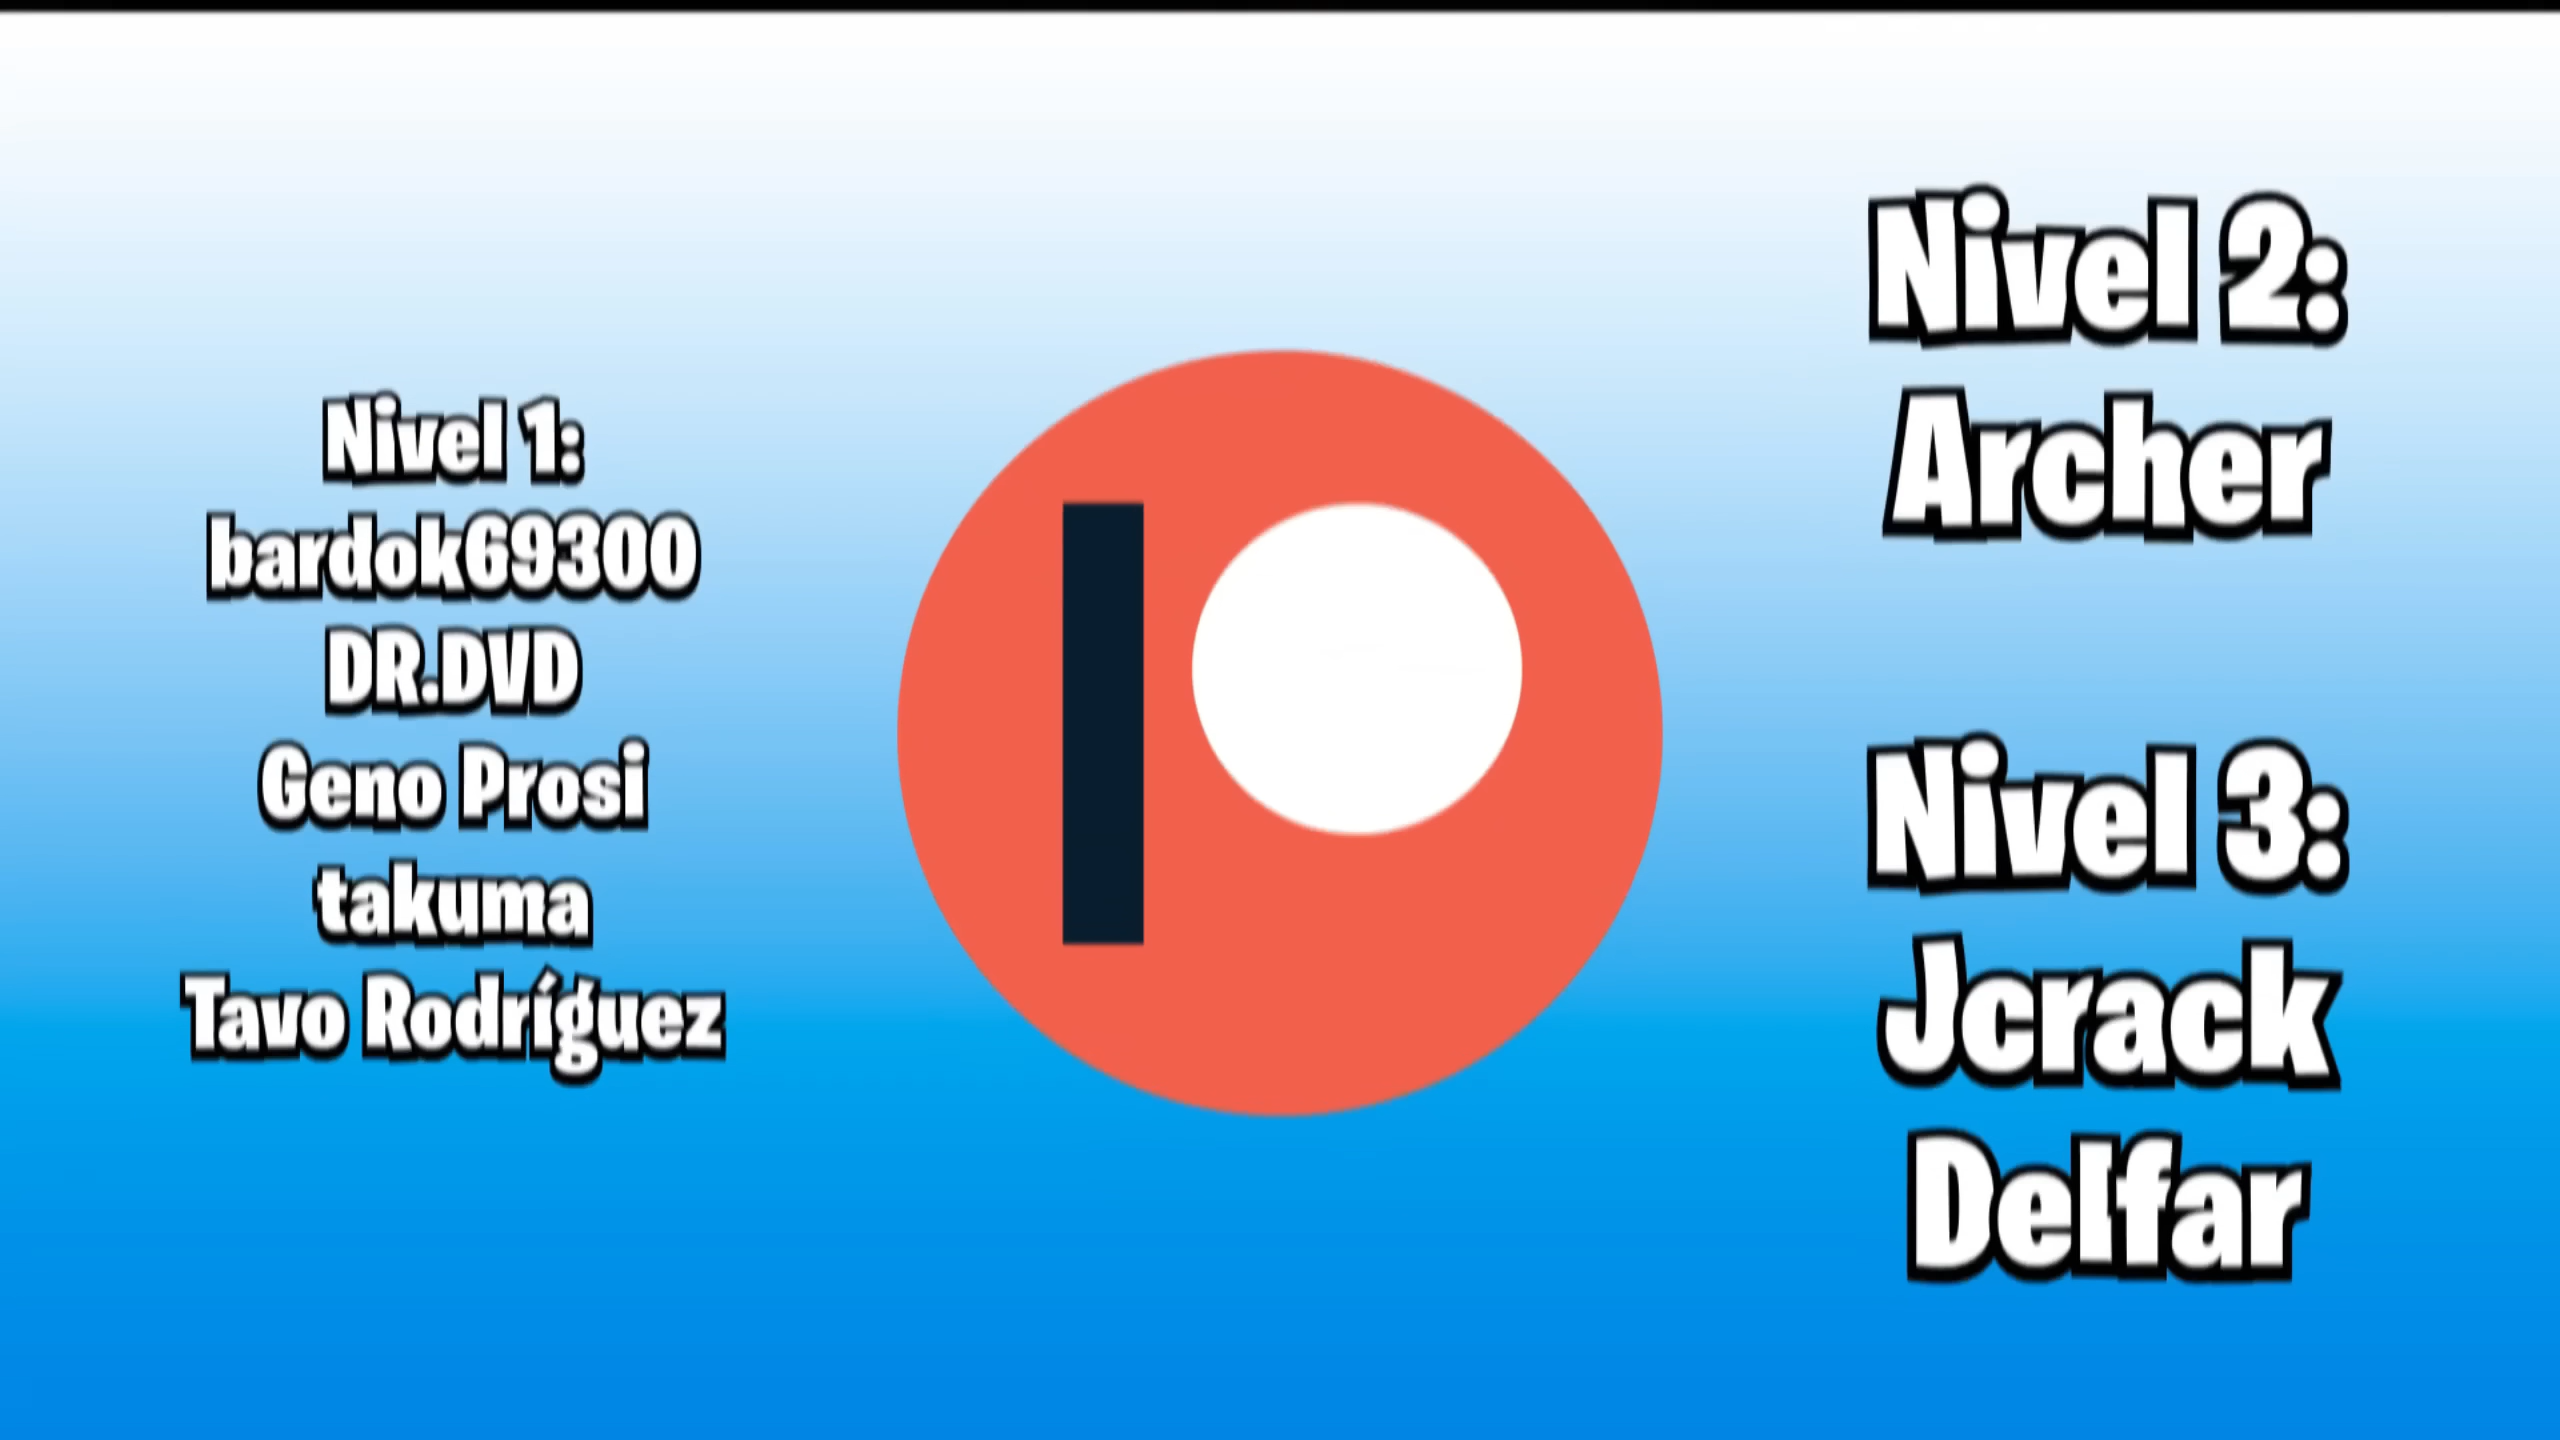 Nivel 1:
bardok69300
DR.DVD
Geno Prosi
takuma
Tavo Rodríguez
Nivel 2:
Archer
Nivel 3:
Jcrack
Delfar